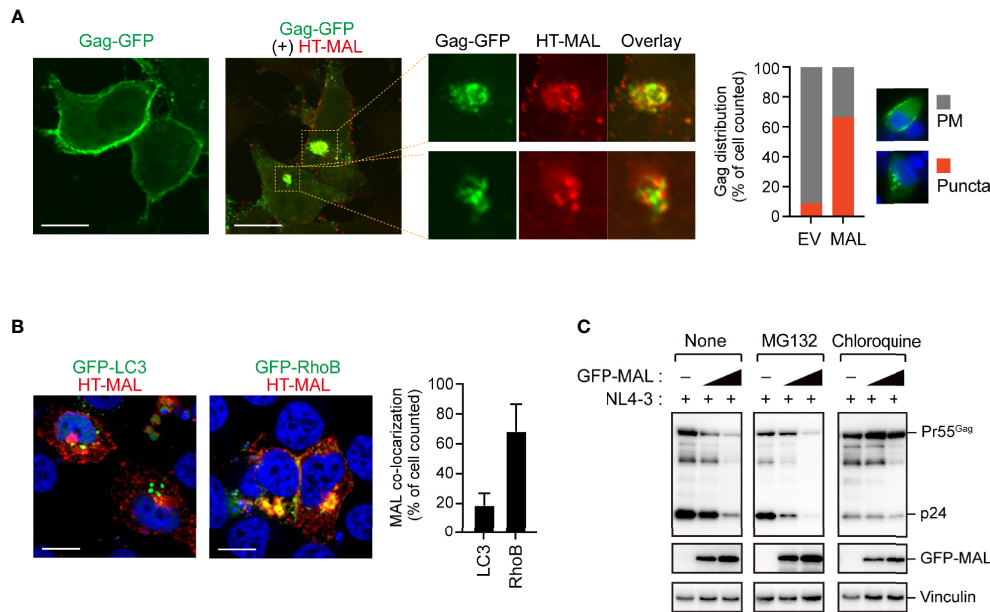 A
Gag-GFP
Gag-GFP
(+) HT-MAL
Gag-GFP HT-MAL Overlay
Gag distribution
(% of cell counted)
100
80
60
40
20
0
EV MAL
PM
Puncta
B
GFP-LC3
HT-MAL
GFP-RhoB
HT-MAL
MAL co-locarization
(% of cell counted)
100
80
60
40
20
0
LC3
RhoB
C
None MG132 Chloroquine
GFP-MAL : – – –
NL4-3 : + + + + + + + + +
Pr55Gag
p24
GFP-MAL
Vinculin